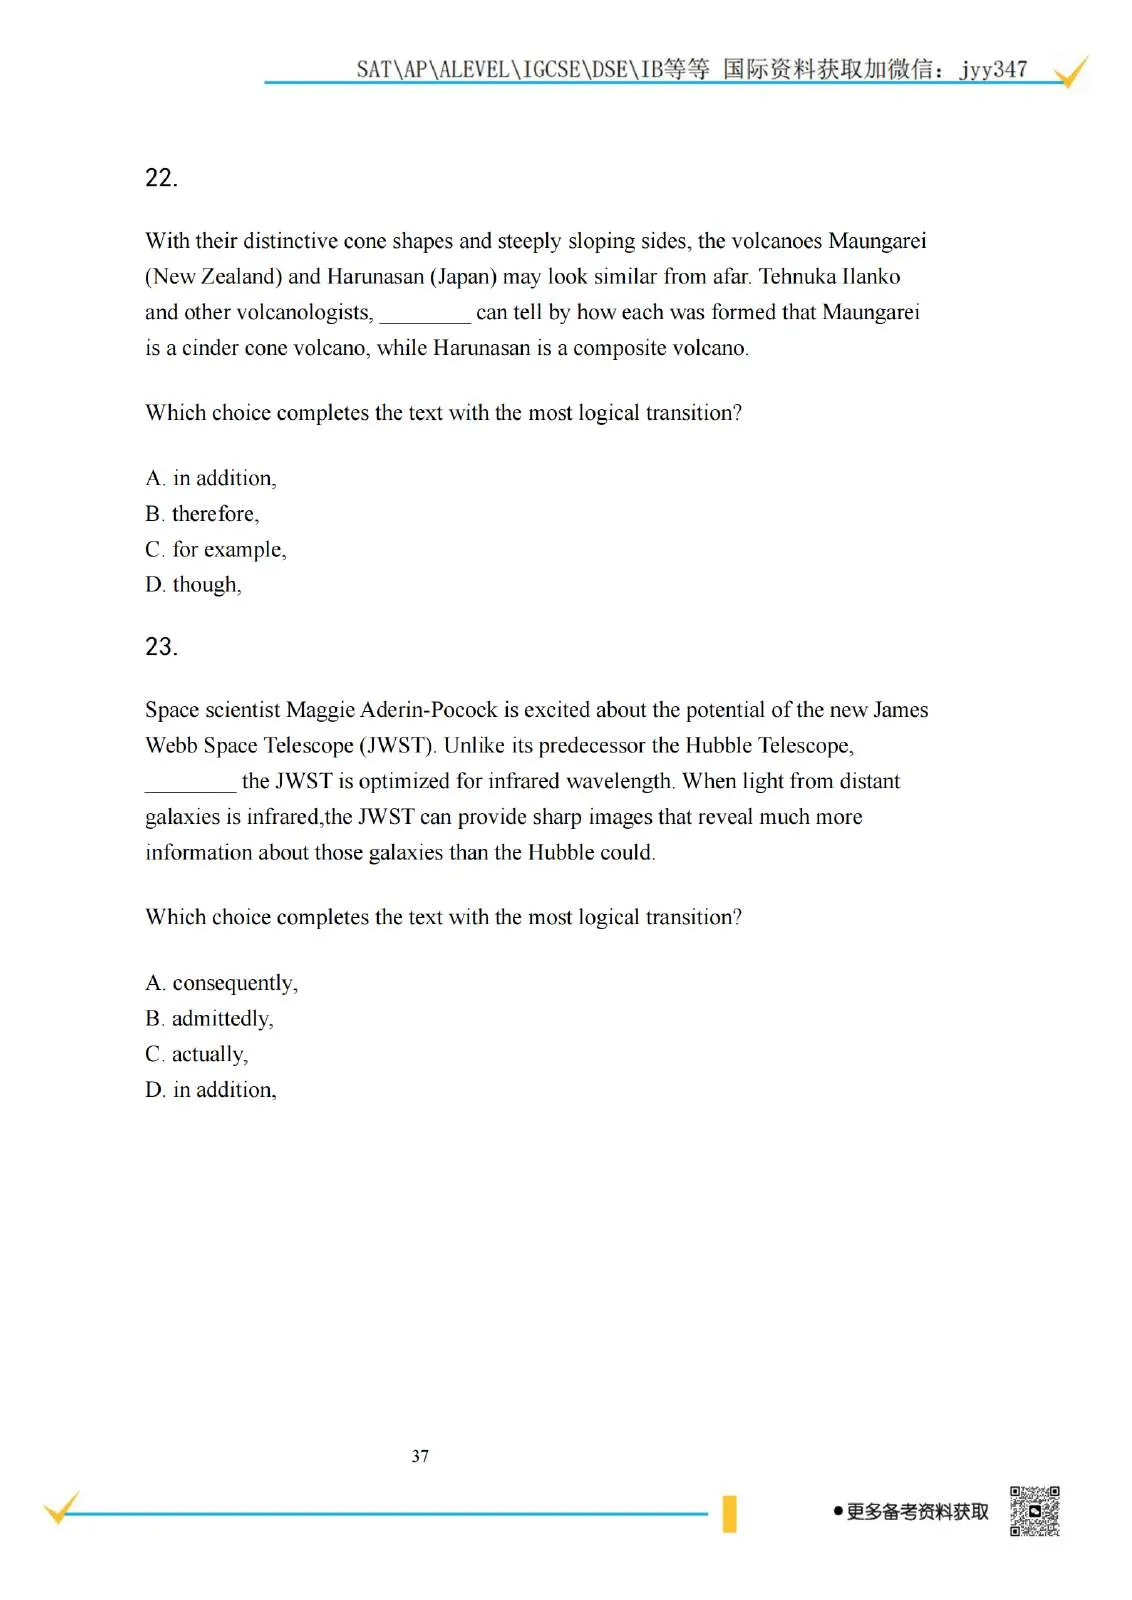 SAT\AP\ALEVEL\IGCSE\DSE\IB等等 国际资料获取加微信: jyy347
22.
With their distinctive cone shapes and steeply sloping sides, the volcanoes Maungarei
(New Zealand) and Harunasan (Japan) may look similar from afar. Tehnuka Ilanko
and other volcanologists, ________ can tell by how each was formed that Maungarei
is a cinder cone volcano, while Harunasan is a composite volcano.
Which choice completes the text with the most logical transition?
A. in addition,
B. therefore,
C. for example,
D. though,
23.
Space scientist Maggie Aderin-Pocock is excited about the potential of the new James
Webb Space Telescope (JWST). Unlike its predecessor the Hubble Telescope,
________ the JWST is optimized for infrared wavelength. When light from distant
galaxies is infrared,the JWST can provide sharp images that reveal much more
information about those galaxies than the Hubble could.
Which choice completes the text with the most logical transition?
A. consequently,
B. admittedly,
C. actually,
D. in addition,
37
●更多备考资料获取